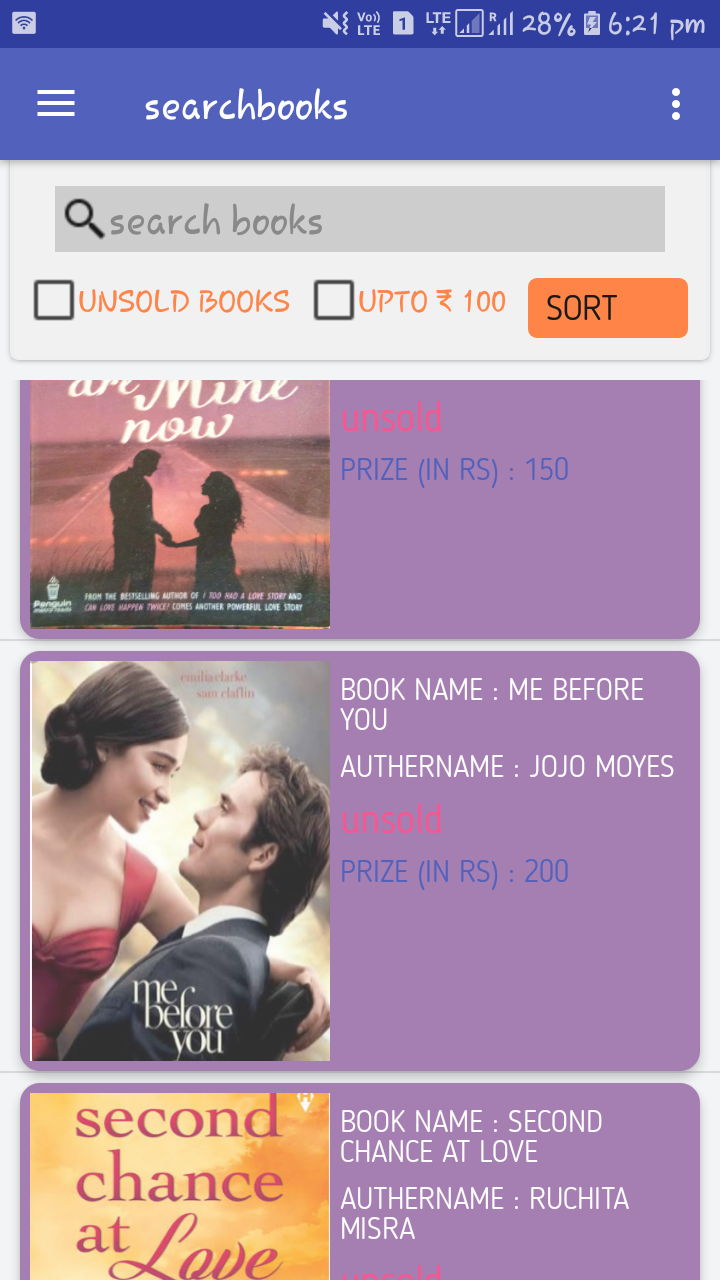 Vo))
LTE
1
LTE
R
28%
6:21 pm
searchbooks
search books
UNSOLD BOOKS
UPTO ₹ 100
SORT
are Mine
now
Penguin
FROM THE BESTSELLING AUTHOR OF I TOO HAD A LOVE STORY AND
CAN LOVE HAPPEN TWICE? COMES ANOTHER POWERFUL LOVE STORY
unsold
PRIZE (IN RS) : 150
emilia clarke
sam claflin
me
before
you
BOOK NAME : ME BEFORE
YOU
AUTHERNAME : JOJO MOYES
unsold
PRIZE (IN RS) : 200
second
chance
at Love
BOOK NAME : SECOND
CHANCE AT LOVE
AUTHERNAME : RUCHITA
MISRA
unsold